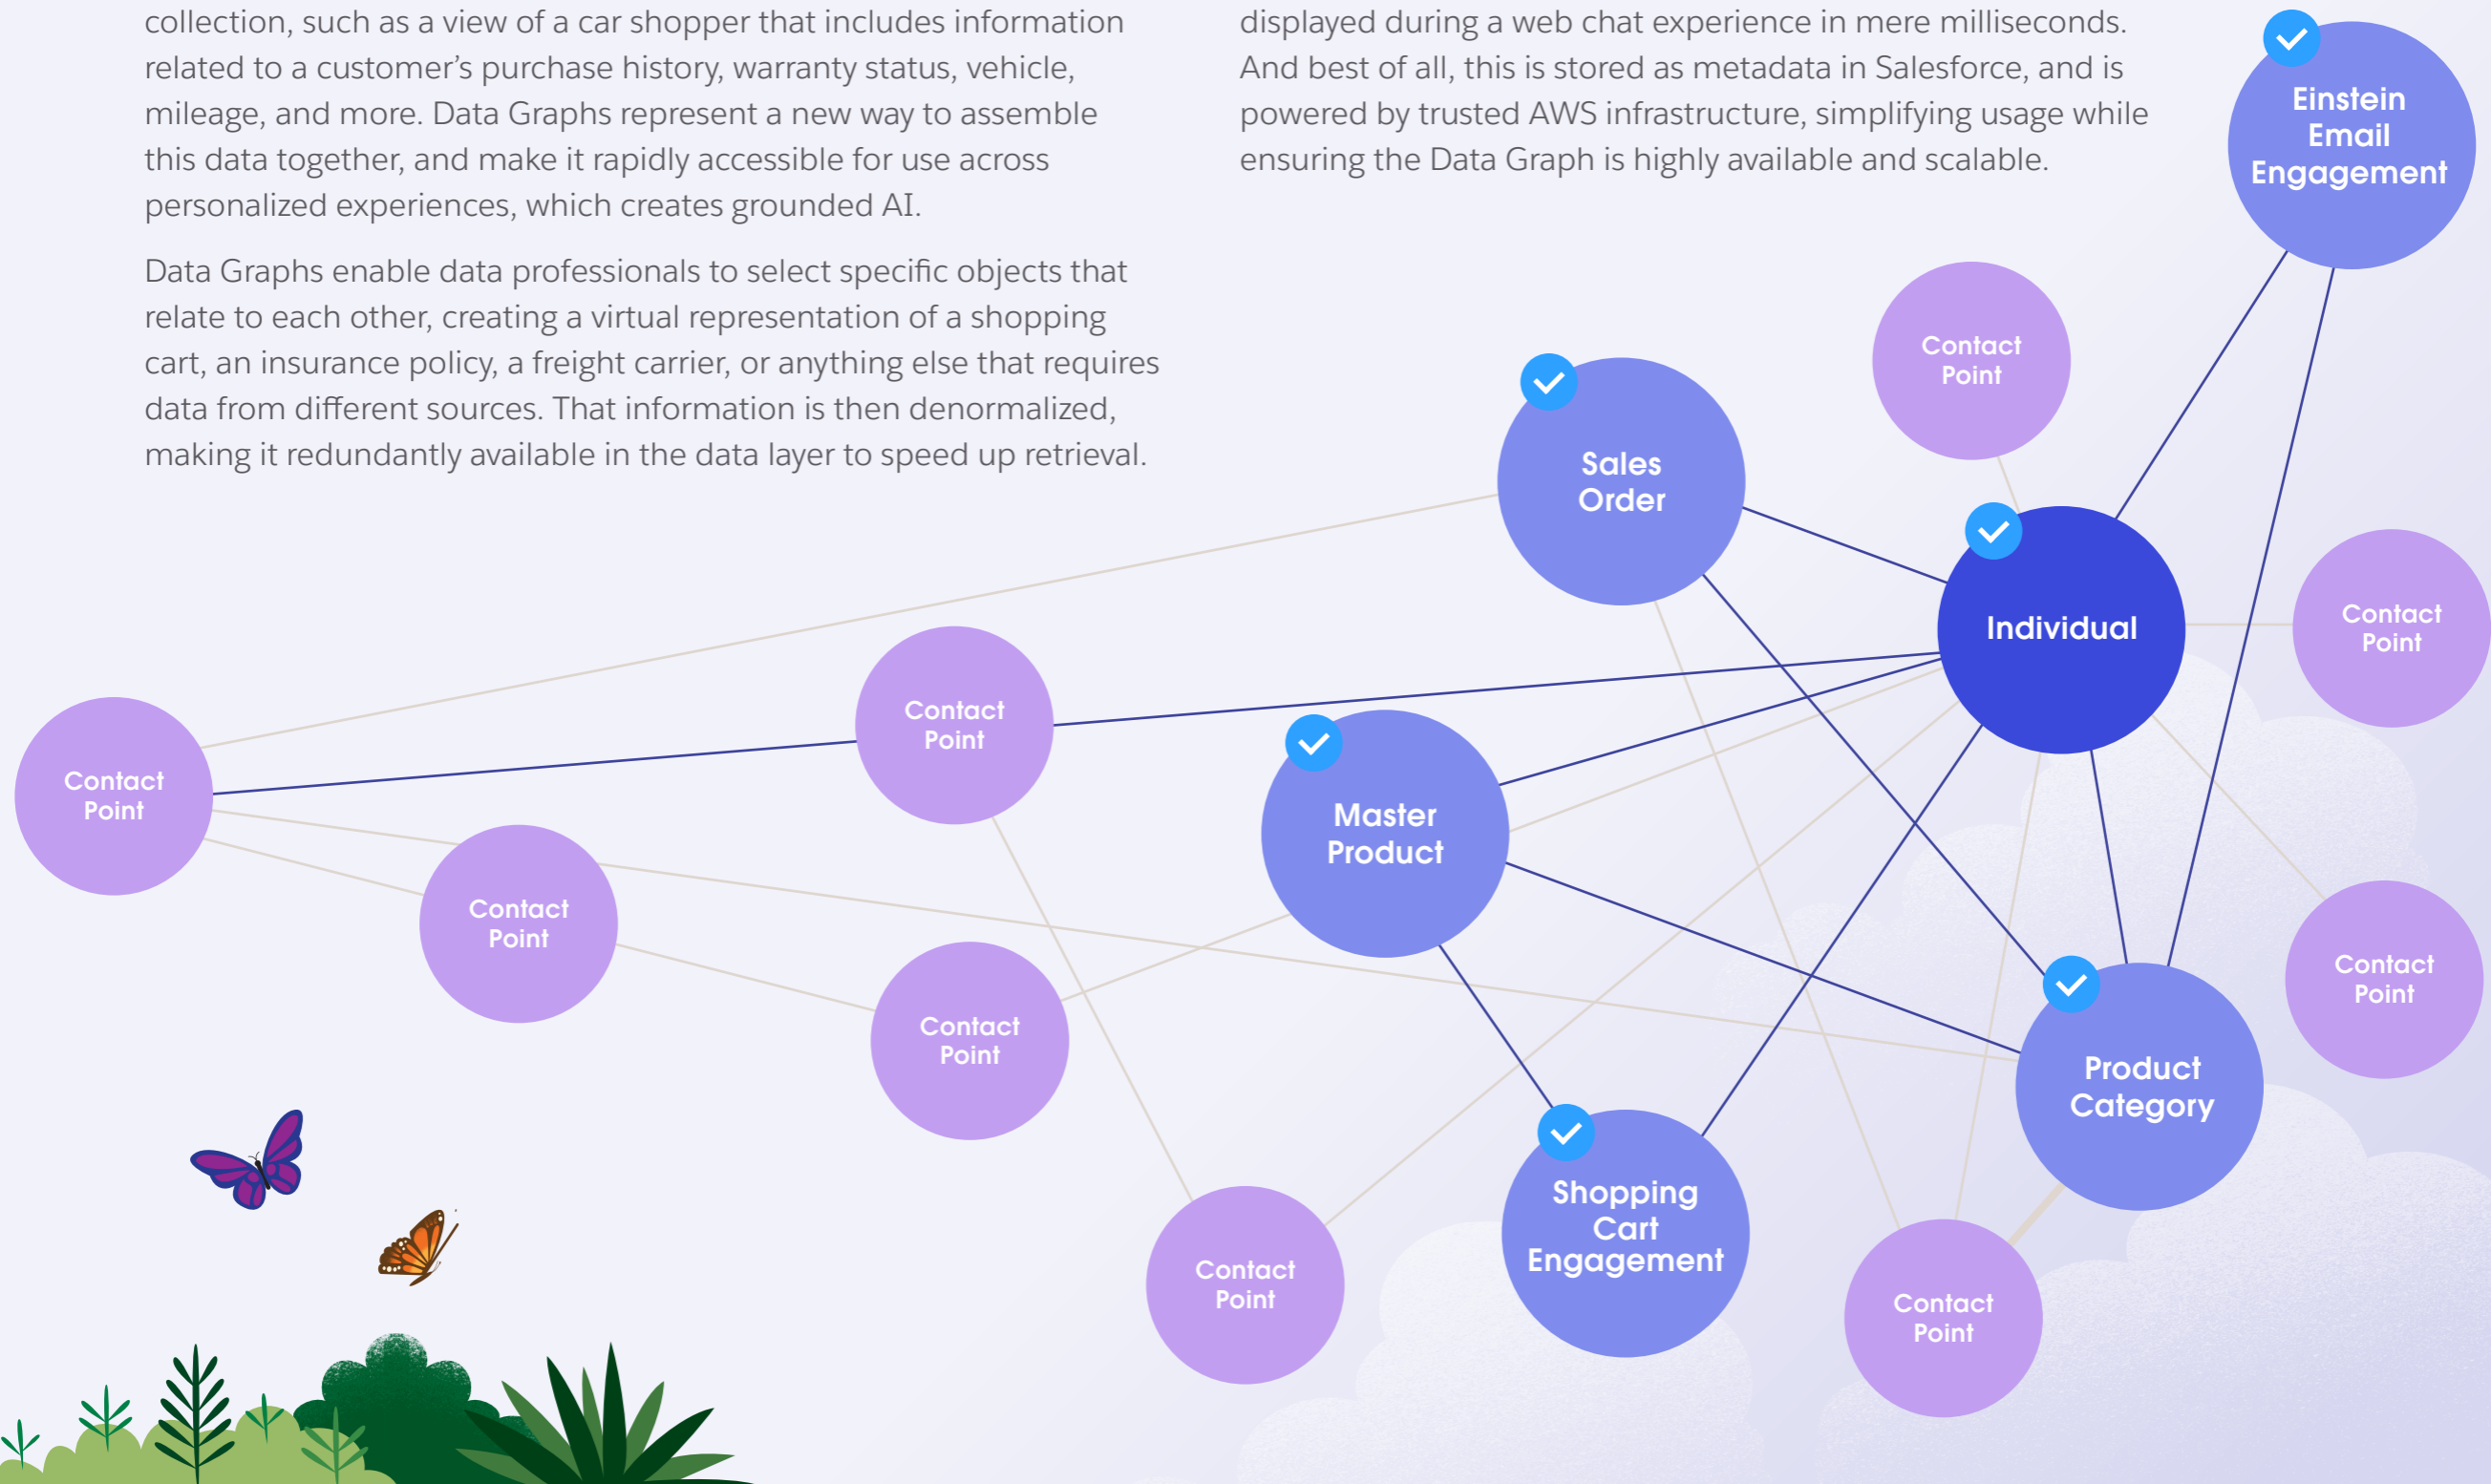 collection, such as a view of a car shopper that includes information
related to a customer’s purchase history, warranty status, vehicle,
mileage, and more. Data Graphs represent a new way to assemble
this data together, and make it rapidly accessible for use across
personalized experiences, which creates grounded AI.
Data Graphs enable data professionals to select specific objects that
relate to each other, creating a virtual representation of a shopping
cart, an insurance policy, a freight carrier, or anything else that requires
data from different sources. That information is then denormalized,
making it redundantly available in the data layer to speed up retrieval.
displayed during a web chat experience in mere milliseconds.
And best of all, this is stored as metadata in Salesforce, and is
powered by trusted AWS infrastructure, simplifying usage while
ensuring the Data Graph is highly available and scalable.
Einstein
Email
Engagement
Contact
Point
Sales
Order
Individual
Contact
Point
Contact
Point
Contact
Point
Master
Product
Contact
Point
Contact
Point
Contact
Point
Product
Category
Shopping
Cart
Engagement
Contact
Point
Contact
Point